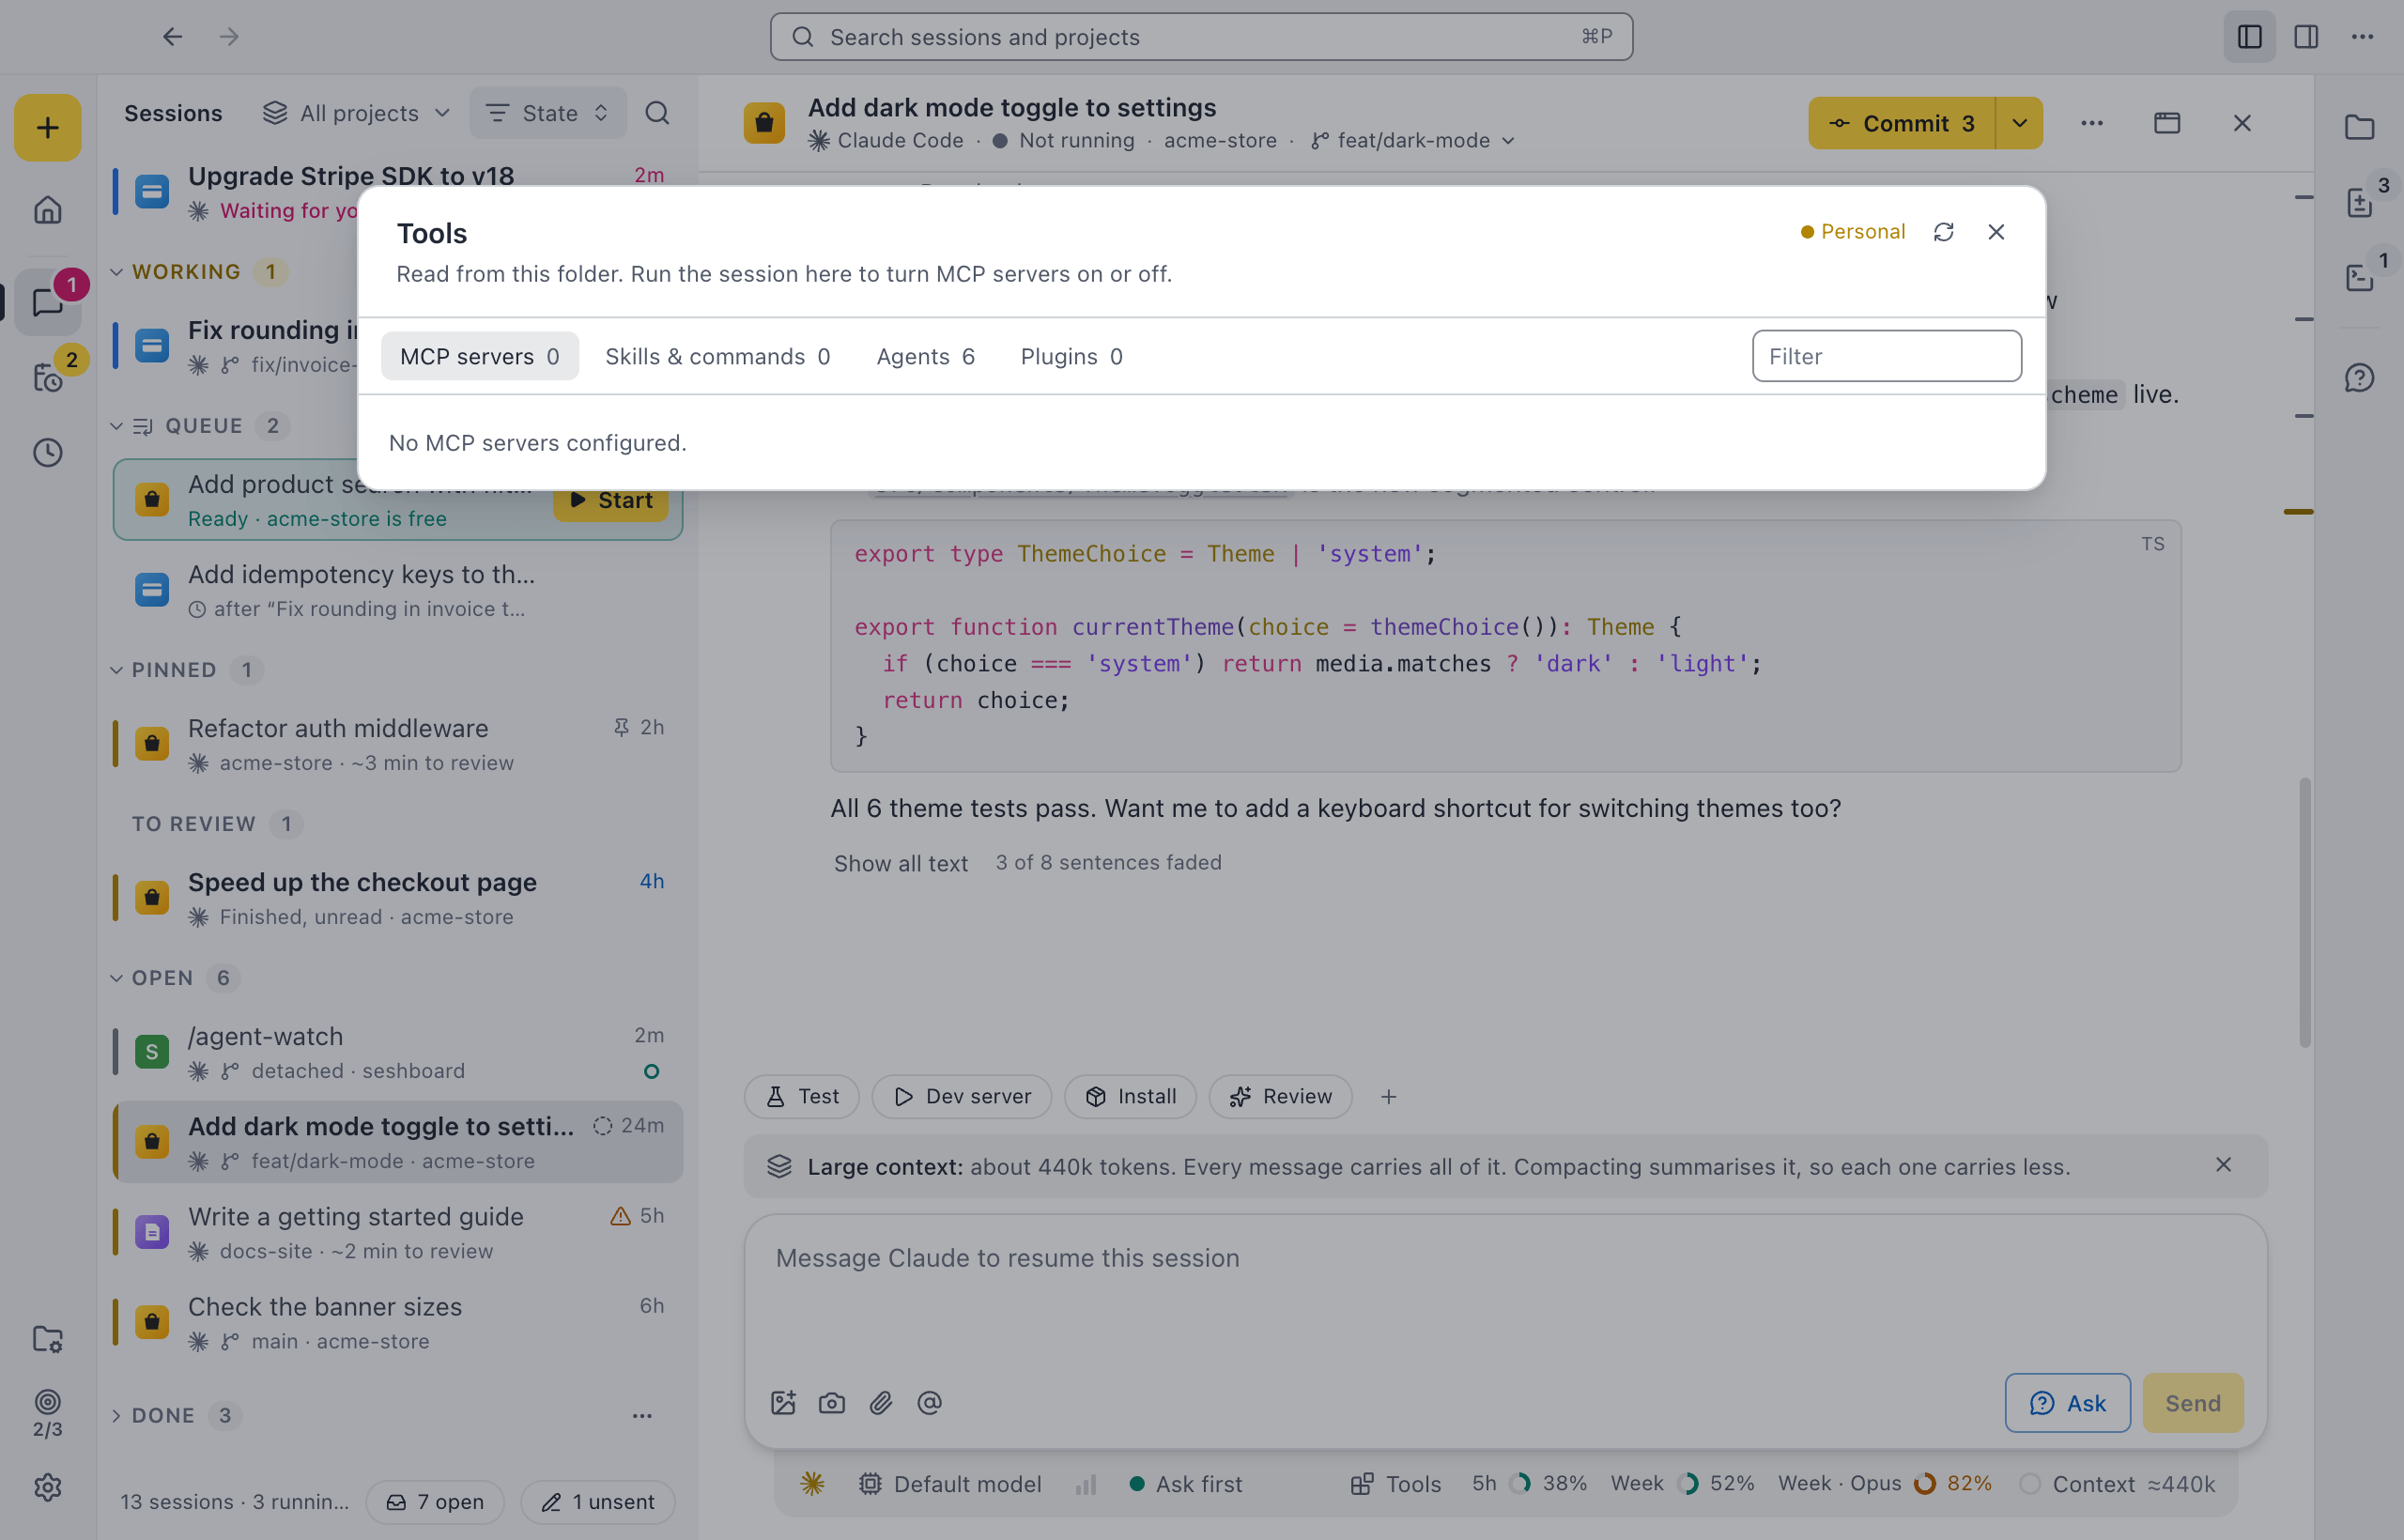 Search sessions and projects ⌘P
Sessions All projects State
Upgrade Stripe SDK to v18 2m
Waiting for yo
WORKING 1
Fix rounding i
fix/invoice-
QUEUE 2
Add product
Ready · acme-store is free
Start
Add idempotency keys to th...
after “Fix rounding in invoice t...
PINNED 1
Refactor auth middleware 2h
acme-store · ~3 min to review
TO REVIEW 1
Speed up the checkout page 4h
Finished, unread · acme-store
OPEN 6
S
/agent-watch 2m
detached · seshboard
Add dark mode toggle to setti... 24m
feat/dark-mode · acme-store
Write a getting started guide 5h
docs-site · ~2 min to review
Check the banner sizes 6h
main · acme-store
DONE 3
13 sessions · 3 runnin... 7 open 1 unsent
1
2
2/3
Add dark mode toggle to settings
Claude Code · Not running · acme-store · feat/dark-mode
Commit 3
3
1
Tools
Personal
Read from this folder. Run the session here to turn MCP servers on or off.
MCP servers 0 Skills & commands 0 Agents 6 Plugins 0
Filter
No MCP servers configured.
w
cheme live.
TS
export type ThemeChoice = Theme | 'system';
export function currentTheme(choice = themeChoice()): Theme {
if (choice === 'system') return media.matches ? 'dark' : 'light';
return choice;
}
All 6 theme tests pass. Want me to add a keyboard shortcut for switching themes too?
Show all text 3 of 8 sentences faded
Test Dev server Install Review
Large context: about 440k tokens. Every message carries all of it. Compacting summarises it, so each one carries less.
Message Claude to resume this session
Ask Send
Default model Ask first Tools 5h 38% Week 52% Week · Opus 82% Context ≈440k